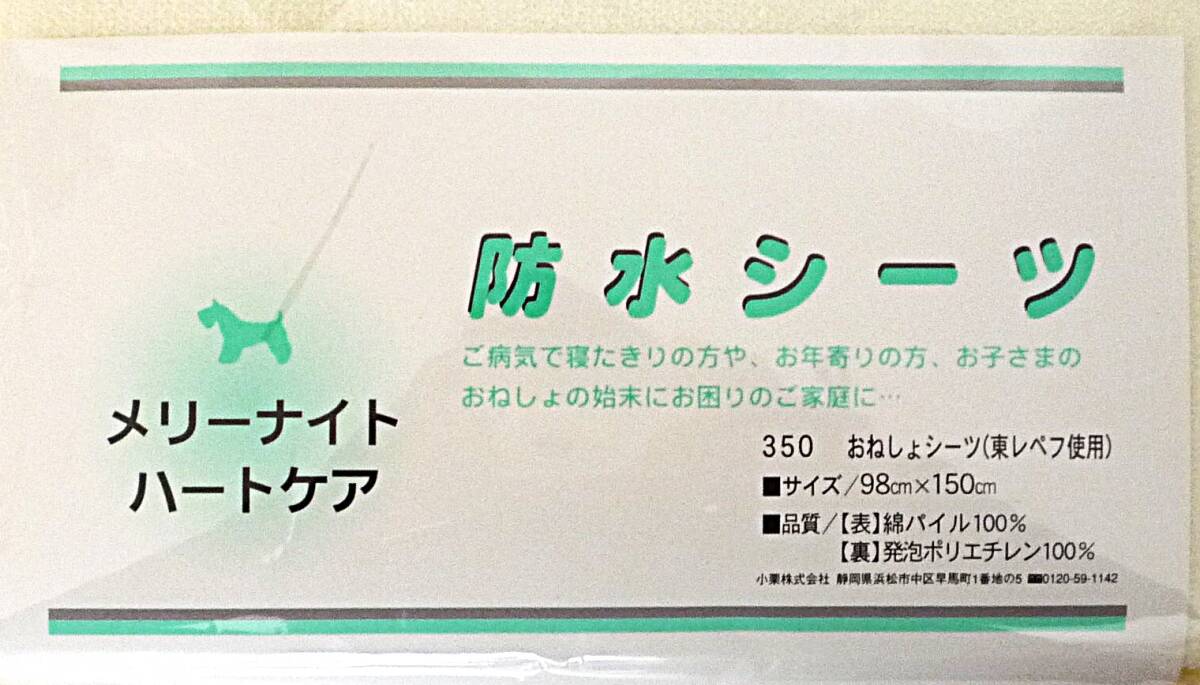 防水シーツ
ご病気で寝たきりの方や、お年寄りの方、お子さまの
おねしょの始末にお困りのご家庭に…
メリーナイト
ハートケア
350 おねしょシーツ(東レペフ使用)
■サイズ/98cm×150cm
■品質/【表】綿パイル100%
【裏】発泡ポリエチレン100%
小栗株式会社 静岡県浜松市中区早馬町1番地の5 0120-59-1142